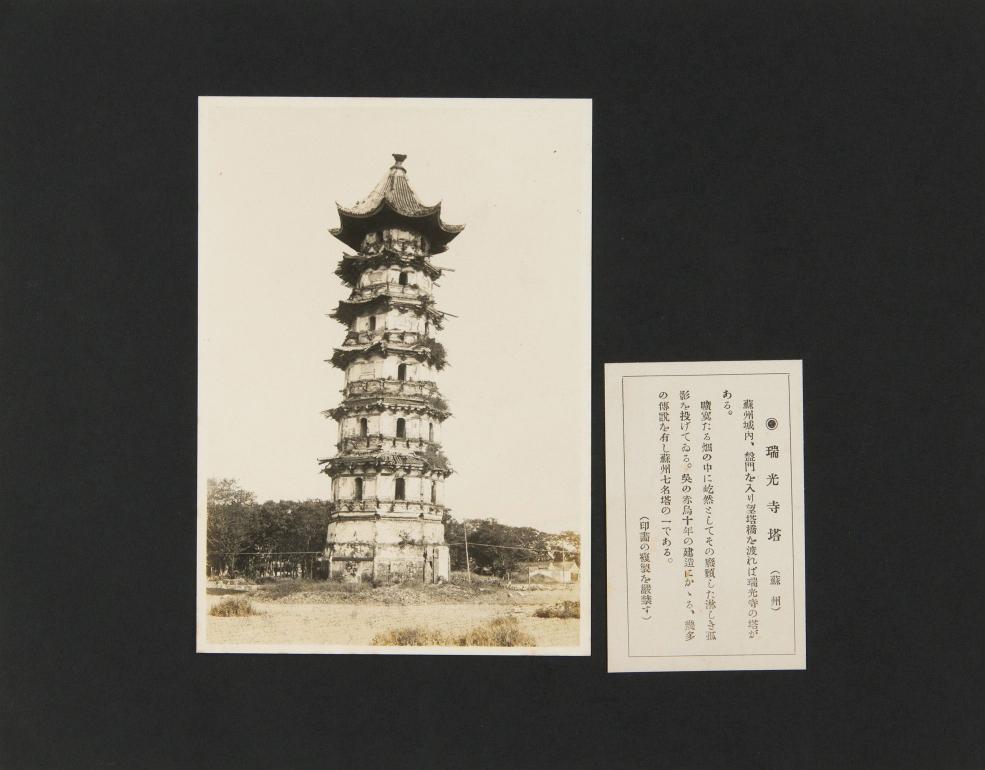 ◉ 瑞光寺塔 (蘇州)
蘇州城内、盤門を入り望塔橋を渡れば瑞光寺の塔が
ある。
曠寞たる畑の中に屹然としてその廢頽した淋しき孤
影を投げてゐる。吳の赤烏十年の建造にかゝる、幾多
の傳說を有し蘇州七名塔の一である。
(印畵の複製を嚴禁す)